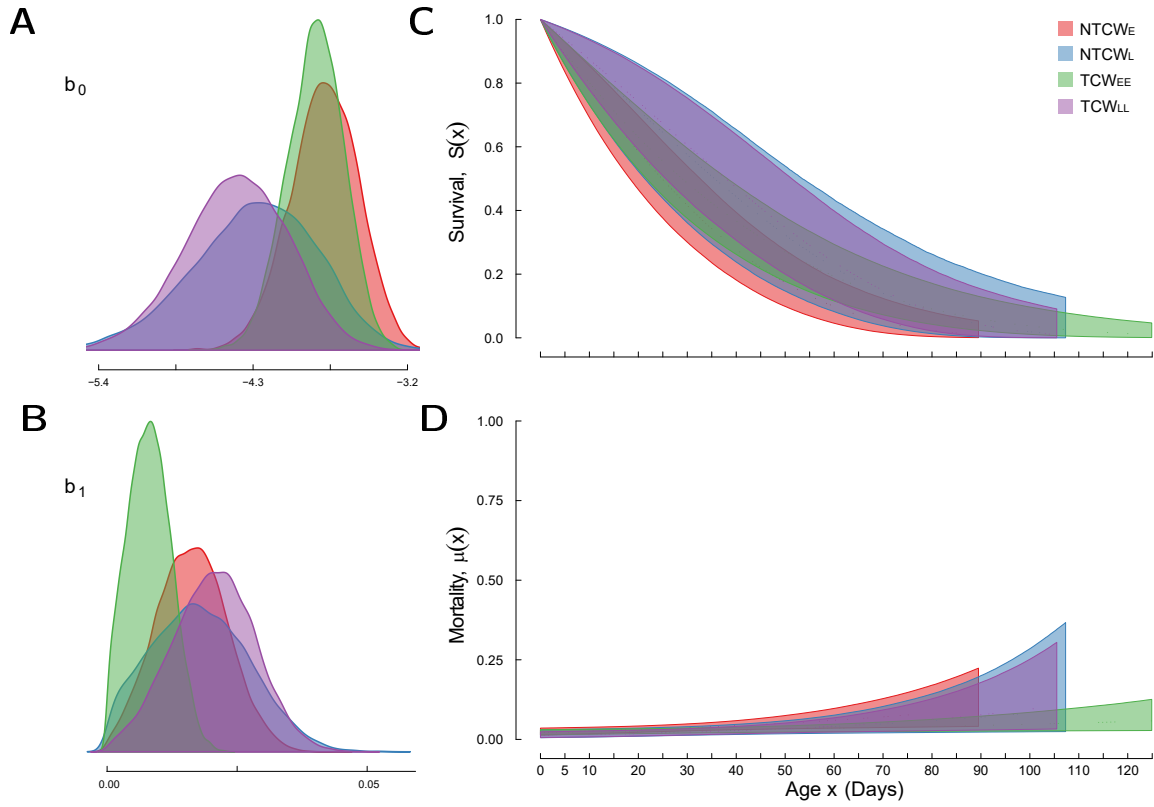 A
b0
−5.4 −4.3 −3.2
B
b1
0.00 0.05
C
NTCWE
NTCWL
TCWEE
TCWLL
Survival, S(x)
1.0
0.8
0.6
0.4
0.2
0.0
D
Mortality, μ(x)
1.00
0.75
0.50
0.25
0.00
0 5 10 20 30 40 50 60 70 80 90 100 110 120
Age x (Days)